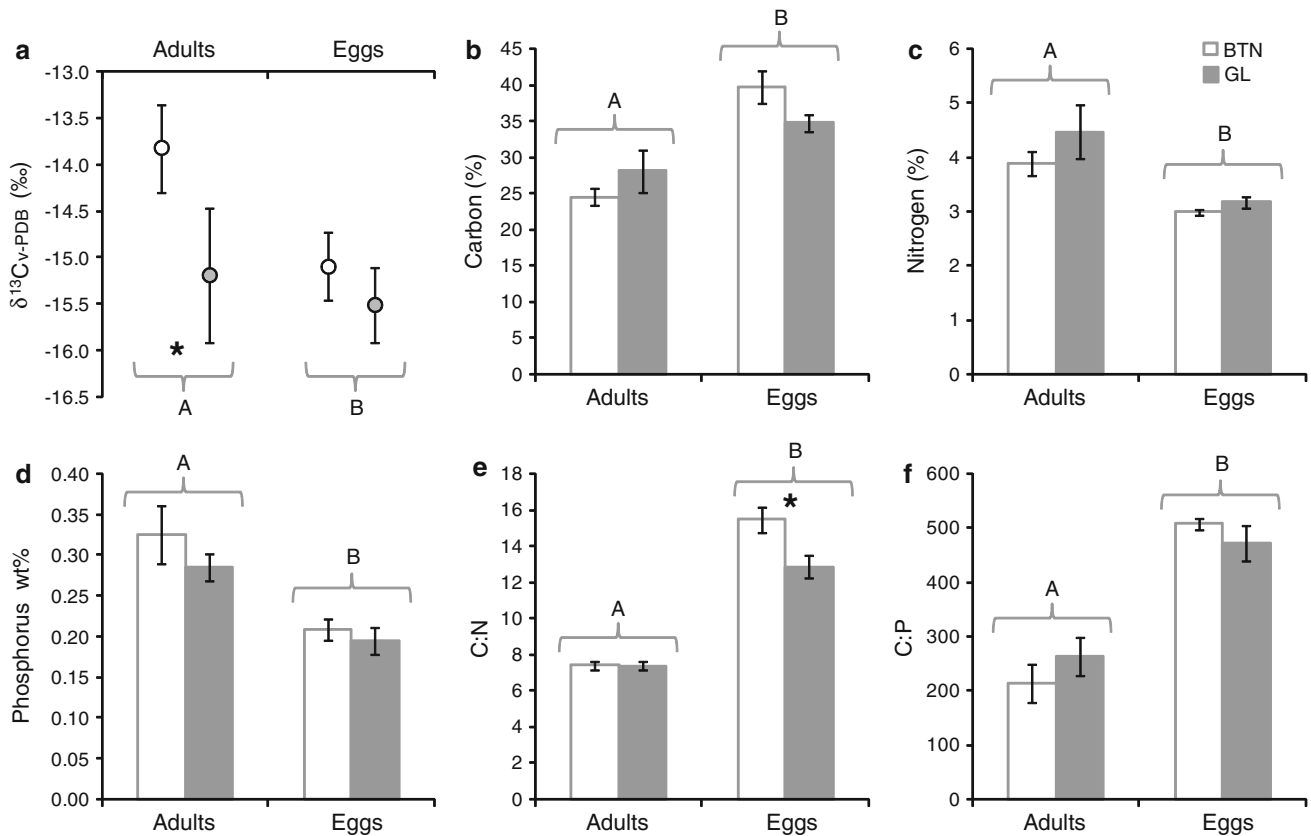 a
Adults
Eggs
-13.0
-13.5
-14.0
-14.5
-15.0
-15.5
-16.0
-16.5
δ¹³Cv-PDB (‰)
*
A
B
b
45
40
35
30
25
20
15
10
5
0
Carbon (%)
A
B
Adults
Eggs
c
6
5
4
3
2
1
0
Nitrogen (%)
A
B
BTN
GL
Adults
Eggs
d
0.40
0.35
0.30
0.25
0.20
0.15
0.10
0.05
0.00
Phosphorus wt%
A
B
Adults
Eggs
e
18
16
14
12
10
8
6
4
2
0
C:N
A
B
*
Adults
Eggs
f
600
500
400
300
200
100
0
C:P
A
B
Adults
Eggs